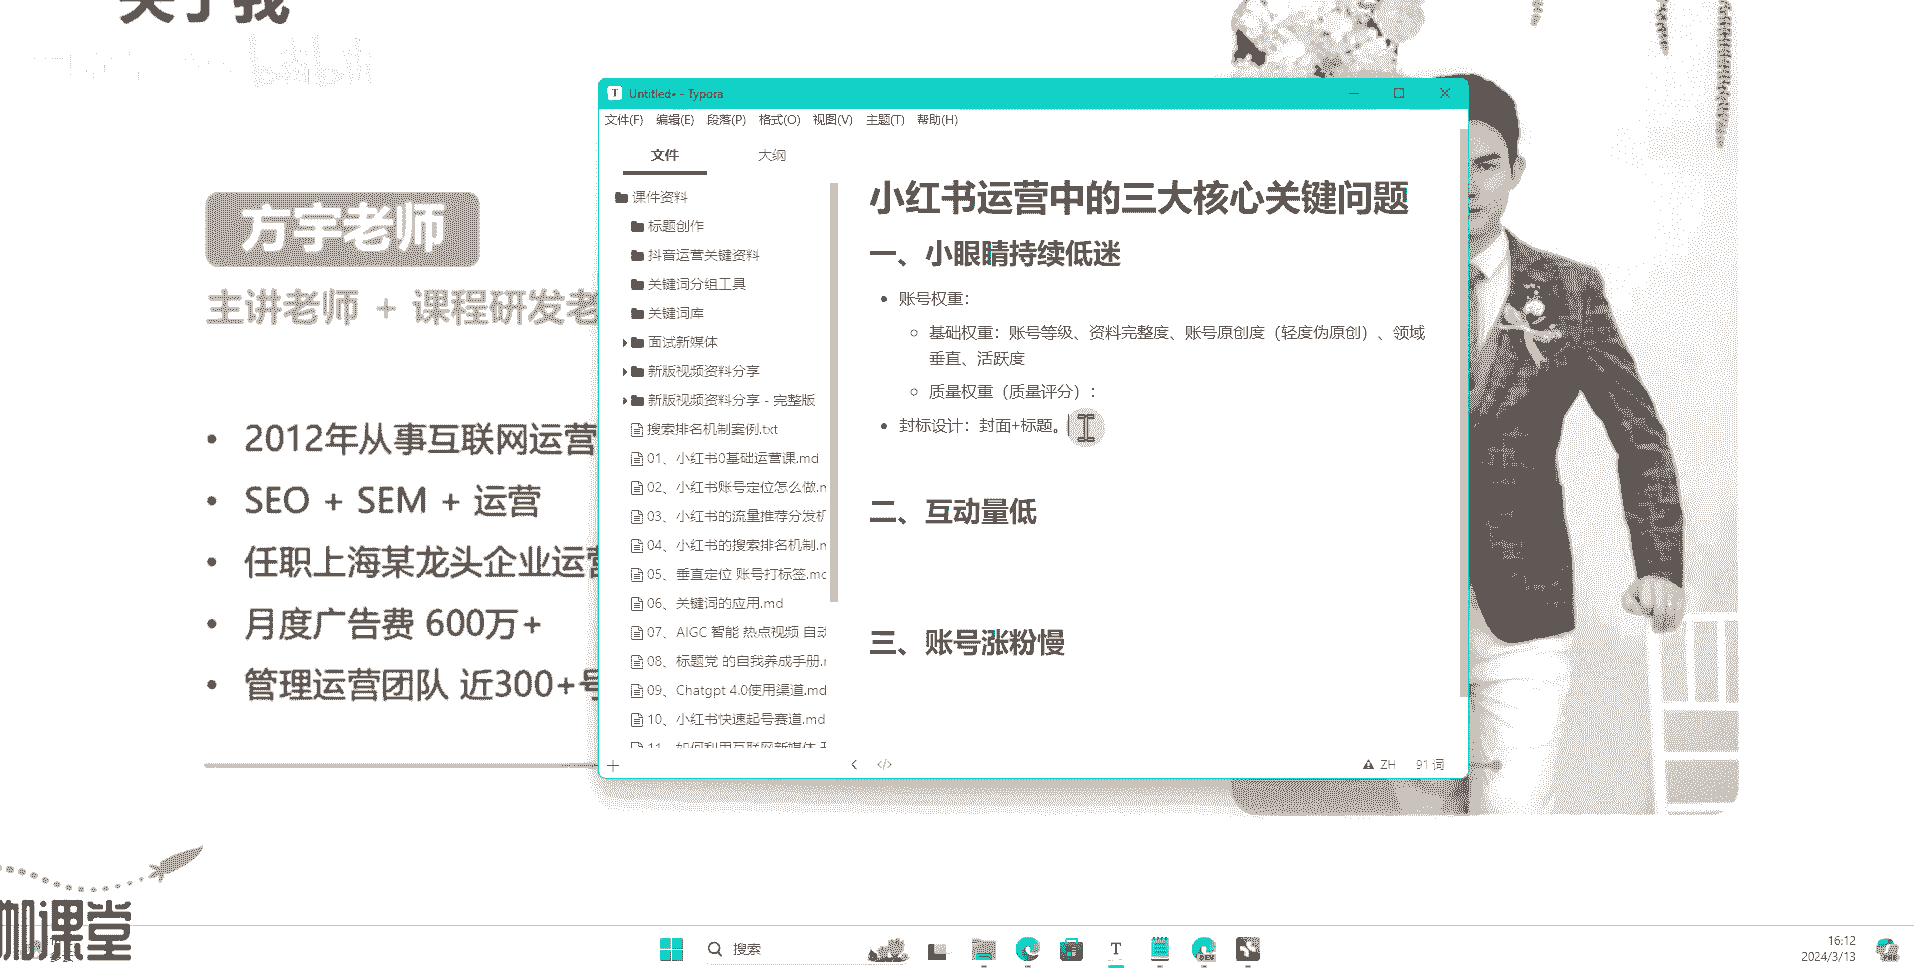 关于我
bilibili
方宇老师
主讲老师 + 课程研发老
• 2012年从事互联网运营
• SEO + SEM + 运营
• 任职上海某龙头企业运营
• 月度广告费 600万+
• 管理运营团队 近300+号
Untitled• - Typora
文件(F) 编辑(E) 段落(P) 格式(O) 视图(V) 主题(T) 帮助(H)
文件 大纲
课件资料
标题创作
抖音运营关键资料
关键词分组工具
关键词库
面试新媒体
新版视频资料分享
新版视频资料分享 - 完整版
搜索排名机制案例.txt
01、小红书0基础运营课.md
02、小红书账号定位怎么做.m
03、小红书的流量推荐分发机
04、小红书的搜索排名机制.m
05、垂直定位 账号打标签.md
06、关键词的应用.md
07、AIGC 智能 热点视频 自动
08、标题党 的自我养成手册.m
09、Chatgpt 4.0使用渠道.md
10、小红书快速起号赛道.md
11、如何利用互联网新媒体
小红书运营中的三大核心关键问题
一、小眼睛持续低迷
• 账号权重：
基础权重：账号等级、资料完整度、账号原创度（轻度伪原创）、领域
垂直、活跃度
质量权重（质量评分）：
• 封标设计：封面+标题。
二、互动量低
三、账号涨粉慢
ZH 91 词
咖课堂
搜索
16:12
2024/3/13